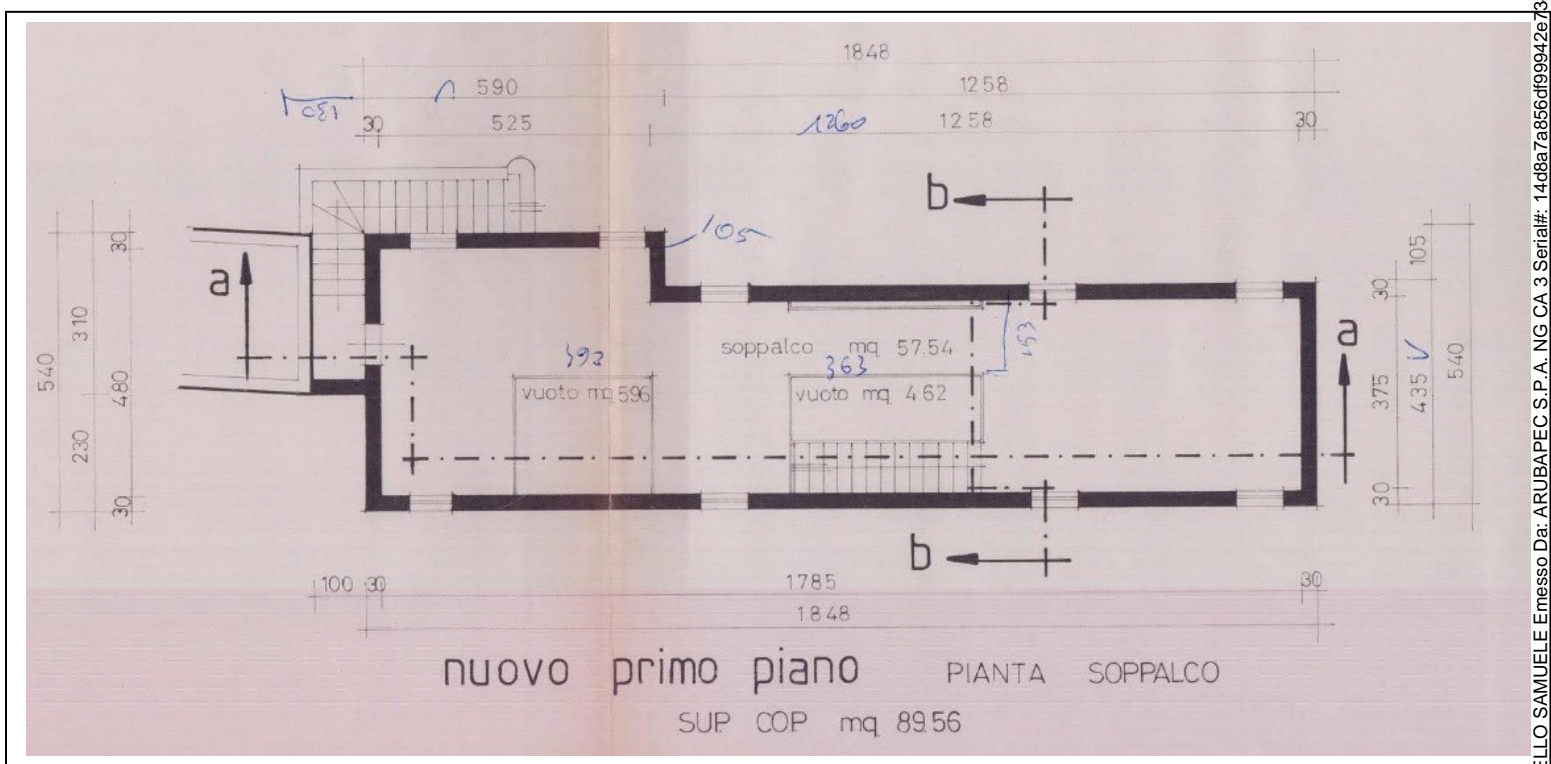 1848
590 1258
130
30 525 1260 1258 30
b
105
a
540
310
230
30
480
30
soppalco mq 57.54
392
363
153
vuoto mq 5.96
vuoto mq 4.62
a
105
30
375
30
435
540
b
100 30 1785 30
1848
nuovo primo piano PIANTA SOPPALCO
SUP. COP. mq 89.56
ELLO SAMUELE Emesso Da: ARUBAPEC S.P.A. NG CA 3 Serial#: 14d8a7a856df99942e73